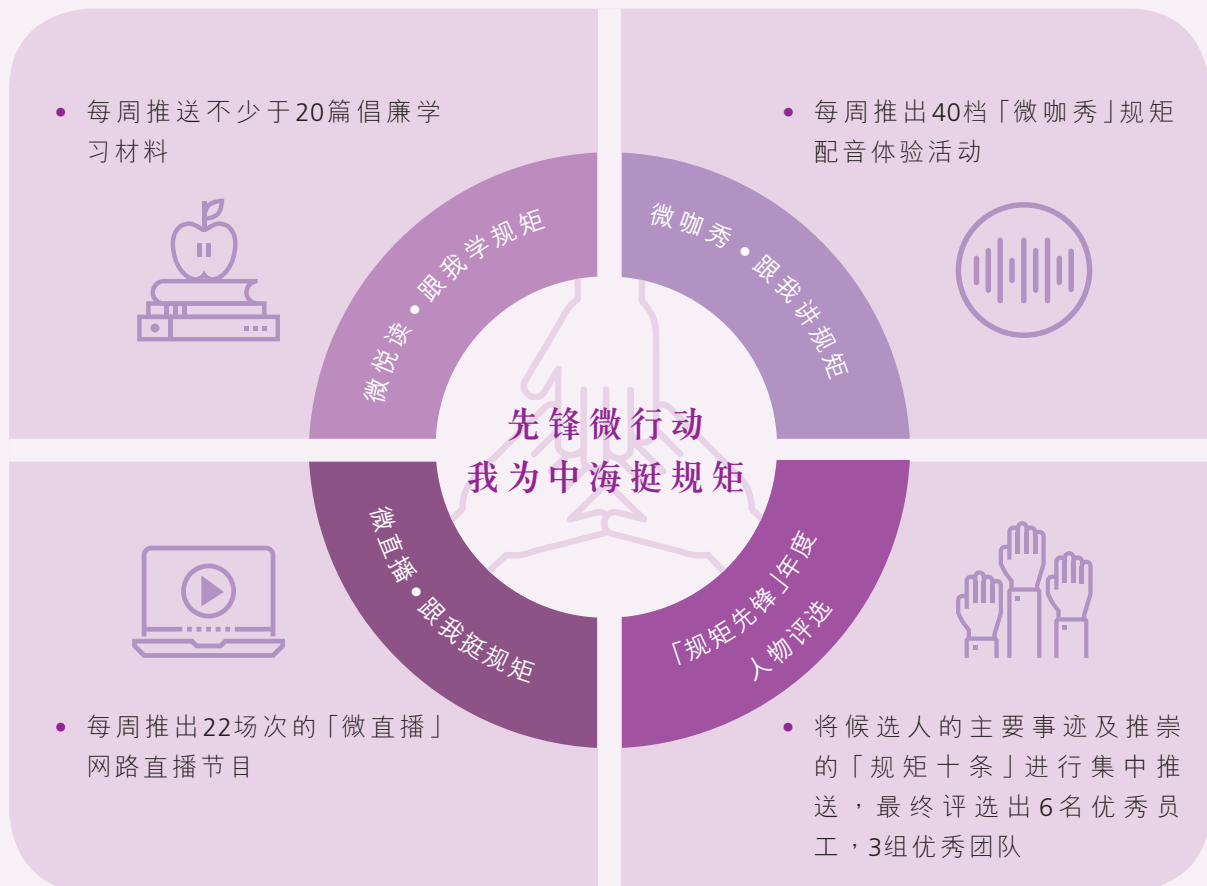 • 每周推送不少于20篇倡廉学
习材料
微悦读•跟我学规矩
• 每周推出40档「微咖秀」规矩
配音体验活动
微咖秀•跟我讲规矩
先锋微行动
我为中海挺规矩
微直播•跟我挺规矩
• 每周推出22场次的「微直播」
网路直播节目
「规矩先锋」年度
人物评选
• 将候选人的主要事迹及推崇
的「规矩十条」进行集中推
送，最终评选出6名优秀员
工，3组优秀团队